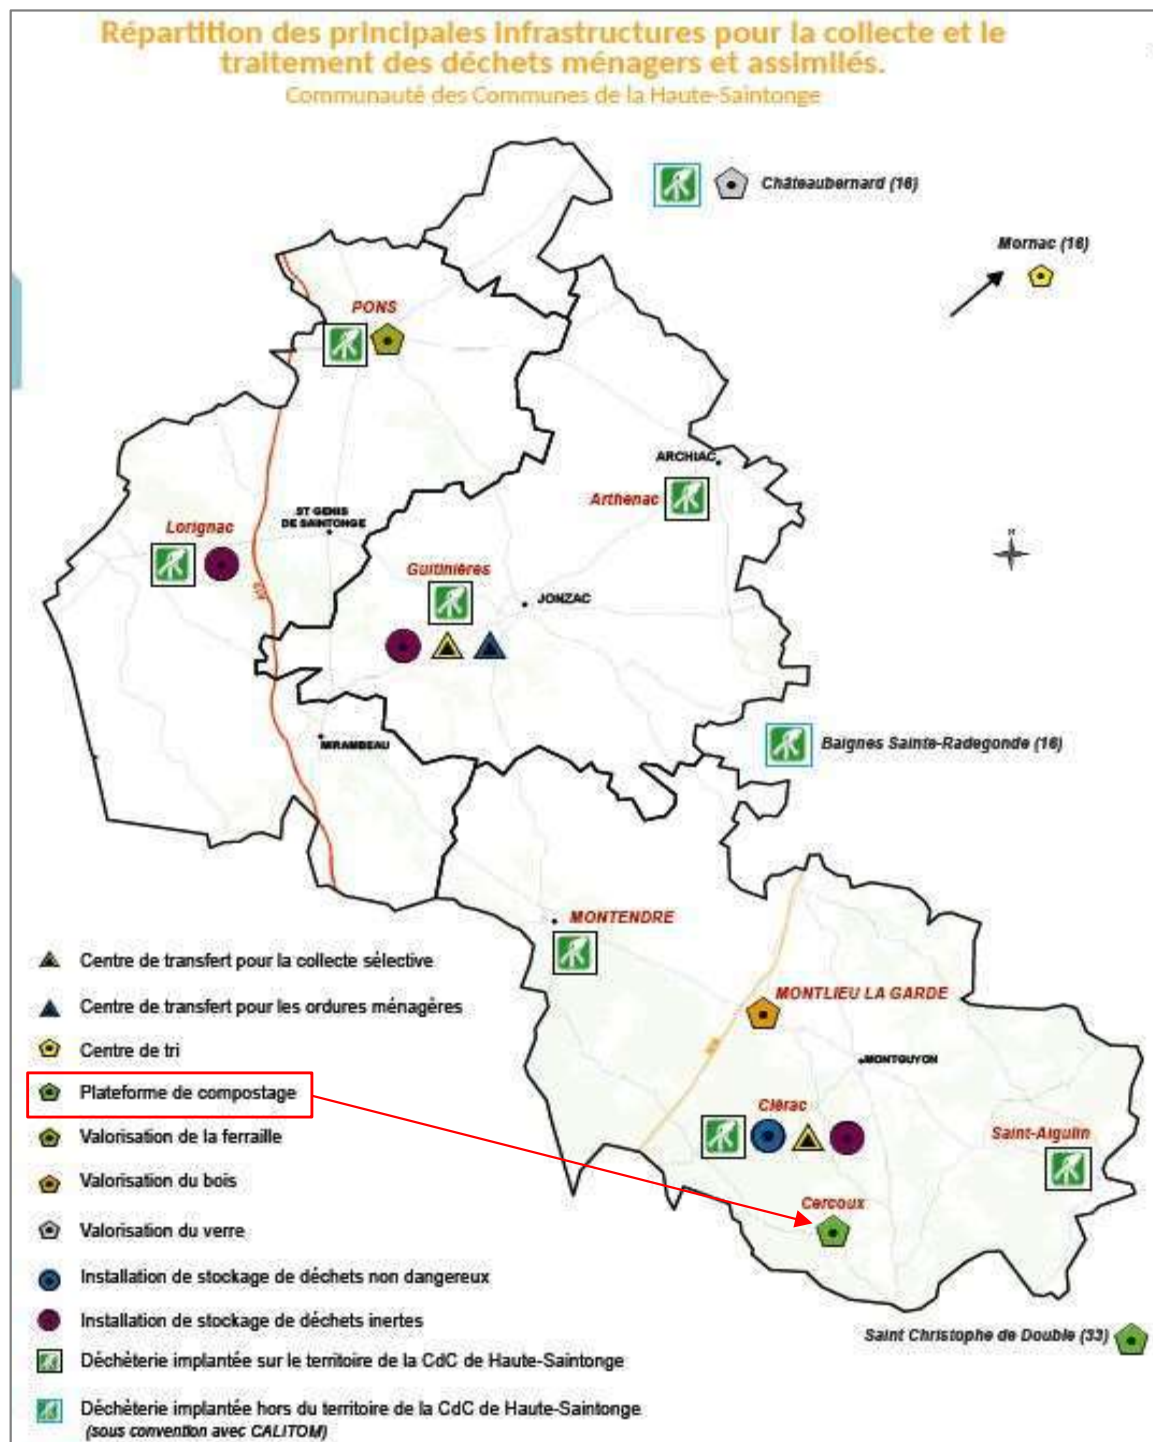 Répartition des principales infrastructures pour la collecte et le
traitement des déchets ménagers et assimilés.
Communauté des Communes de la Haute-Saintonge
Châteaubernard (16)
Mornac (16)
PONS
ARCHIAC
Arthenac
ST GENIS
DE SAINTONGE
Lorignac
Guitinières
JONZAC
MIRAMBEAU
Baignes Sainte-Radegonde (16)
MONTENDRE
MONTLIEU LA GARDE
MONTGUYON
Clérac
Saint-Aigulin
Cercoux
Saint Christophe de Double (33)
Centre de transfert pour la collecte sélective
Centre de transfert pour les ordures ménagères
Centre de tri
Plateforme de compostage
Valorisation de la ferraille
Valorisation du bois
Valorisation du verre
Installation de stockage de déchets non dangereux
Installation de stockage de déchets inertes
Déchèterie implantée sur le territoire de la CdC de Haute-Saintonge
Déchèterie implantée hors du territoire de la CdC de Haute-Saintonge
(sous convention avec CALITOM)